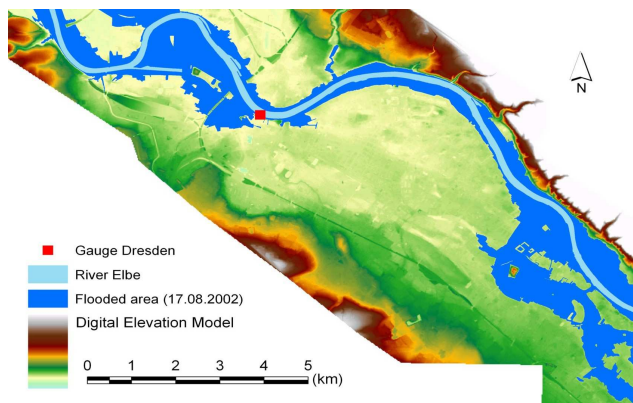 N
Gauge Dresden
River Elbe
Flooded area (17.08.2002)
Digital Elevation Model
0 1 2 3 4 5
(km)